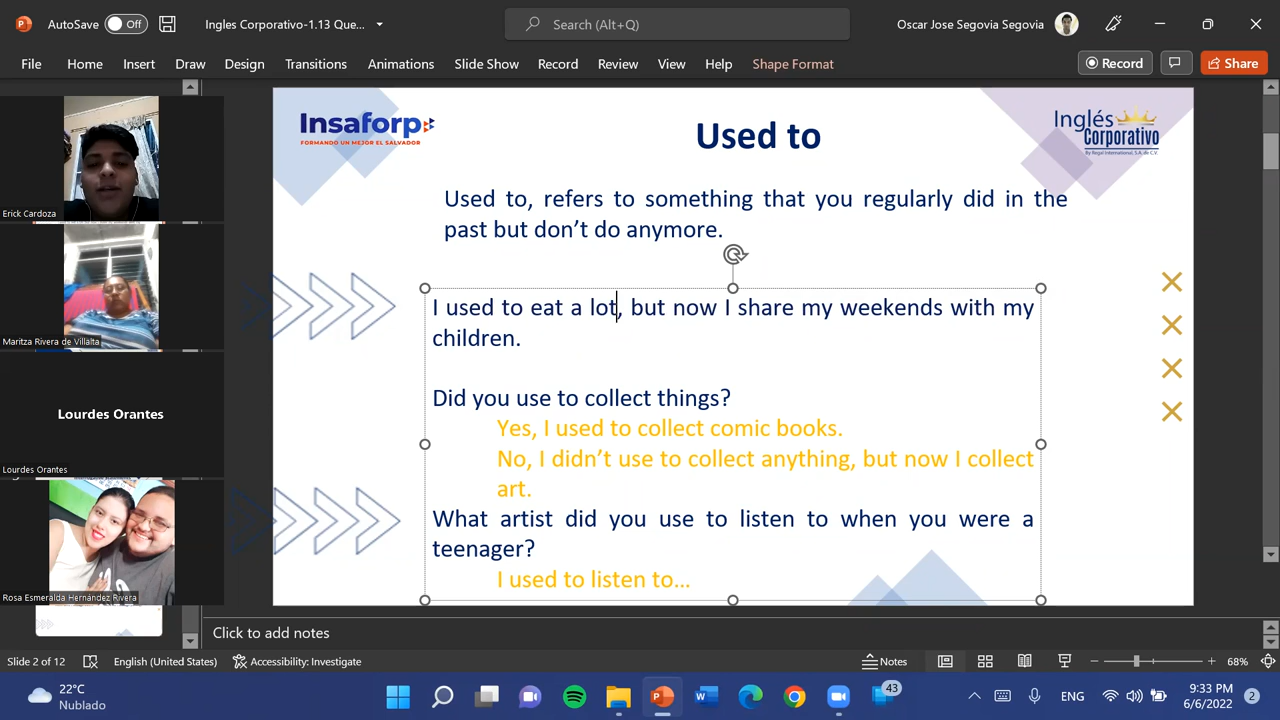 AutoSave Off Ingles Corporativo-1.13 Que... Search (Alt+Q) Oscar Jose Segovia Segovia
File Home Insert Draw Design Transitions Animations Slide Show Record Review View Help Shape Format Record Share
Erick Cardoza
Maritza Rivera de Villalta
Lourdes Orantes
Lourdes Orantes
Rosa Esmeralda Hernández Rivera
Insaforp
FORMANDO UN MEJOR EL SALVADOR
Used to
Inglés
Corporativo
By Regal International, S.A. de C.V.
Used to, refers to something that you regularly did in the
past but don't do anymore.
I used to eat a lot, but now I share my weekends with my
children.
Did you use to collect things?
Yes, I used to collect comic books.
No, I didn't use to collect anything, but now I collect
art.
What artist did you use to listen to when you were a
teenager?
I used to listen to...
Click to add notes
Slide 2 of 12 English (United States) Accessibility: Investigate Notes 68%
22°C
Nublado
43
ENG
9:33 PM
6/6/2022
2